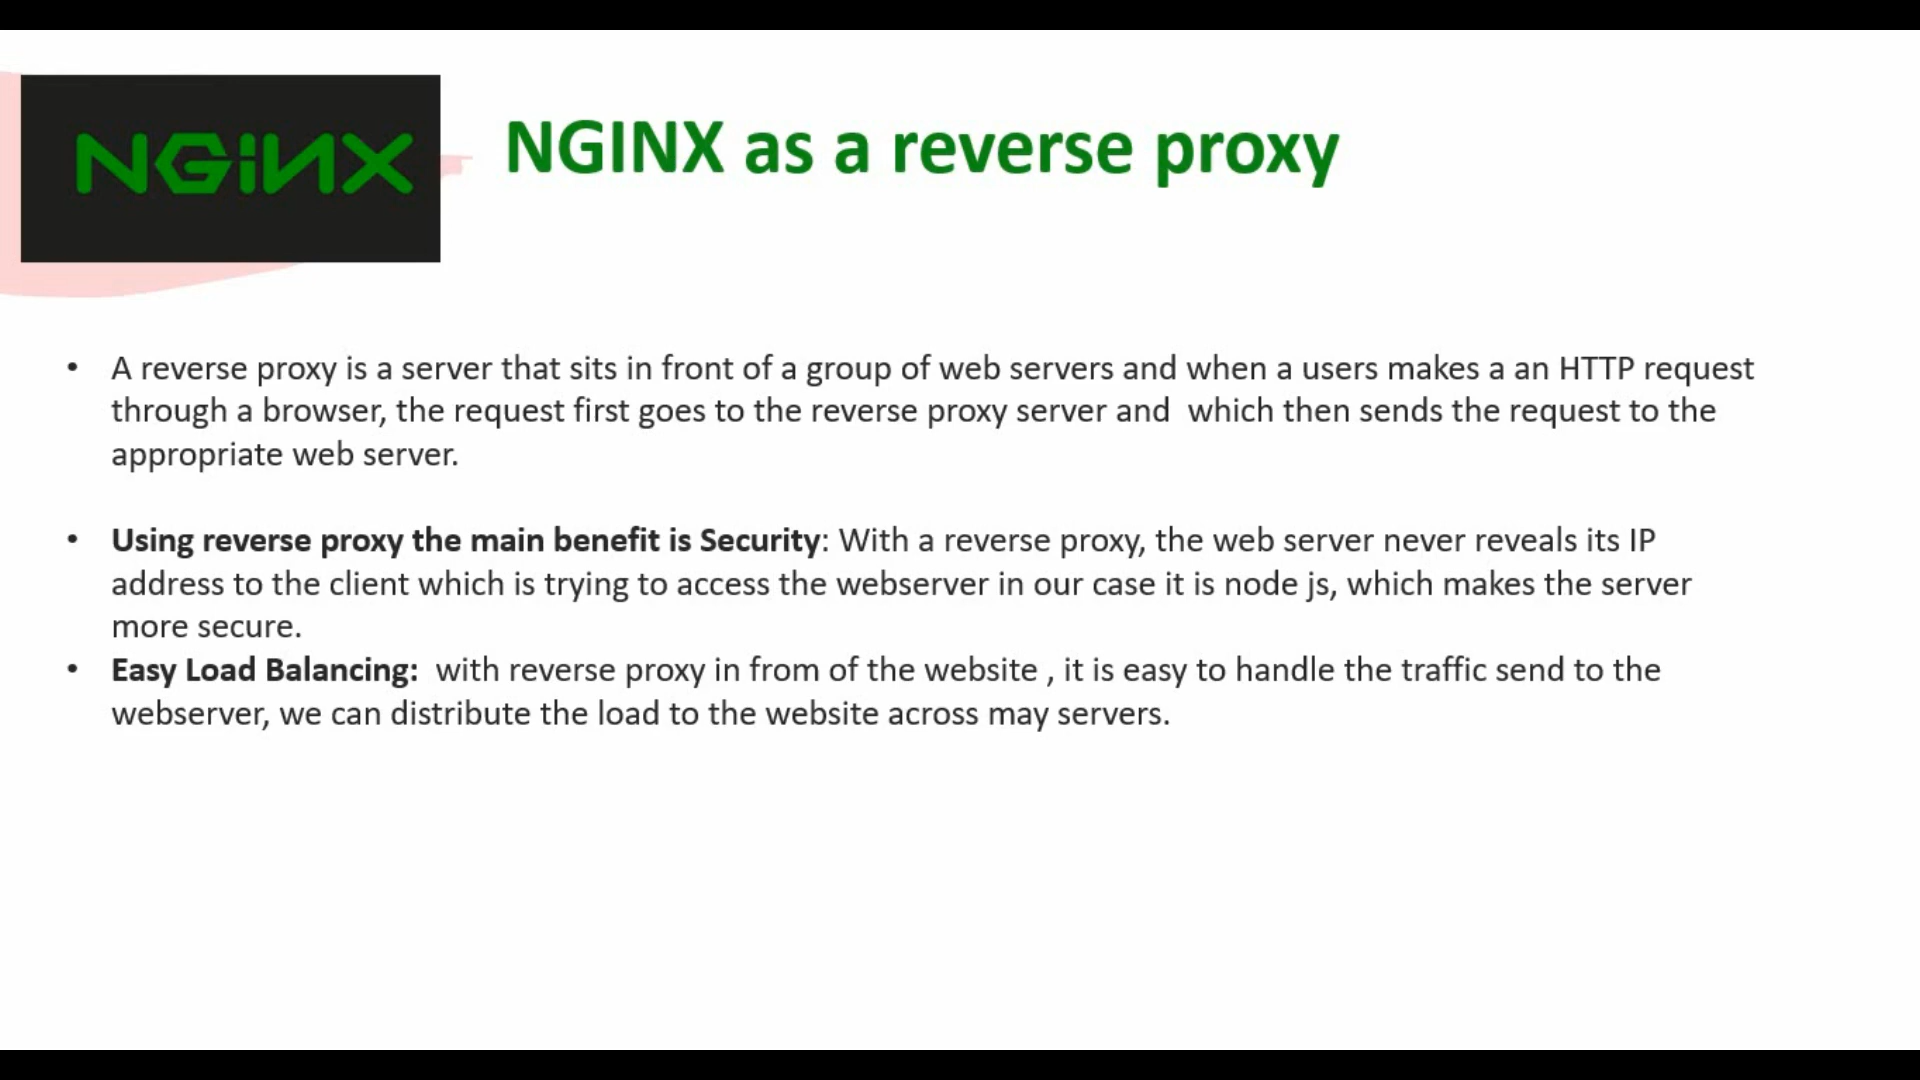 NGINX
NGINX as a reverse proxy
• A reverse proxy is a server that sits in front of a group of web servers and when a users makes a an HTTP request
through a browser, the request first goes to the reverse proxy server and  which then sends the request to the
appropriate web server.
• Using reverse proxy the main benefit is Security: With a reverse proxy, the web server never reveals its IP
address to the client which is trying to access the webserver in our case it is node js, which makes the server
more secure.
• Easy Load Balancing:  with reverse proxy in from of the website , it is easy to handle the traffic send to the
webserver, we can distribute the load to the website across may servers.